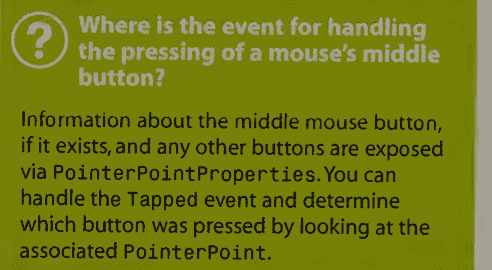 ?
Where is the event for handling
the pressing of a mouse's middle
button?
Information about the middle mouse button,
if it exists, and any other buttons are exposed
via PointerPointProperties. You can
handle the Tapped event and determine
which button was pressed by looking at the
associated PointerPoint.